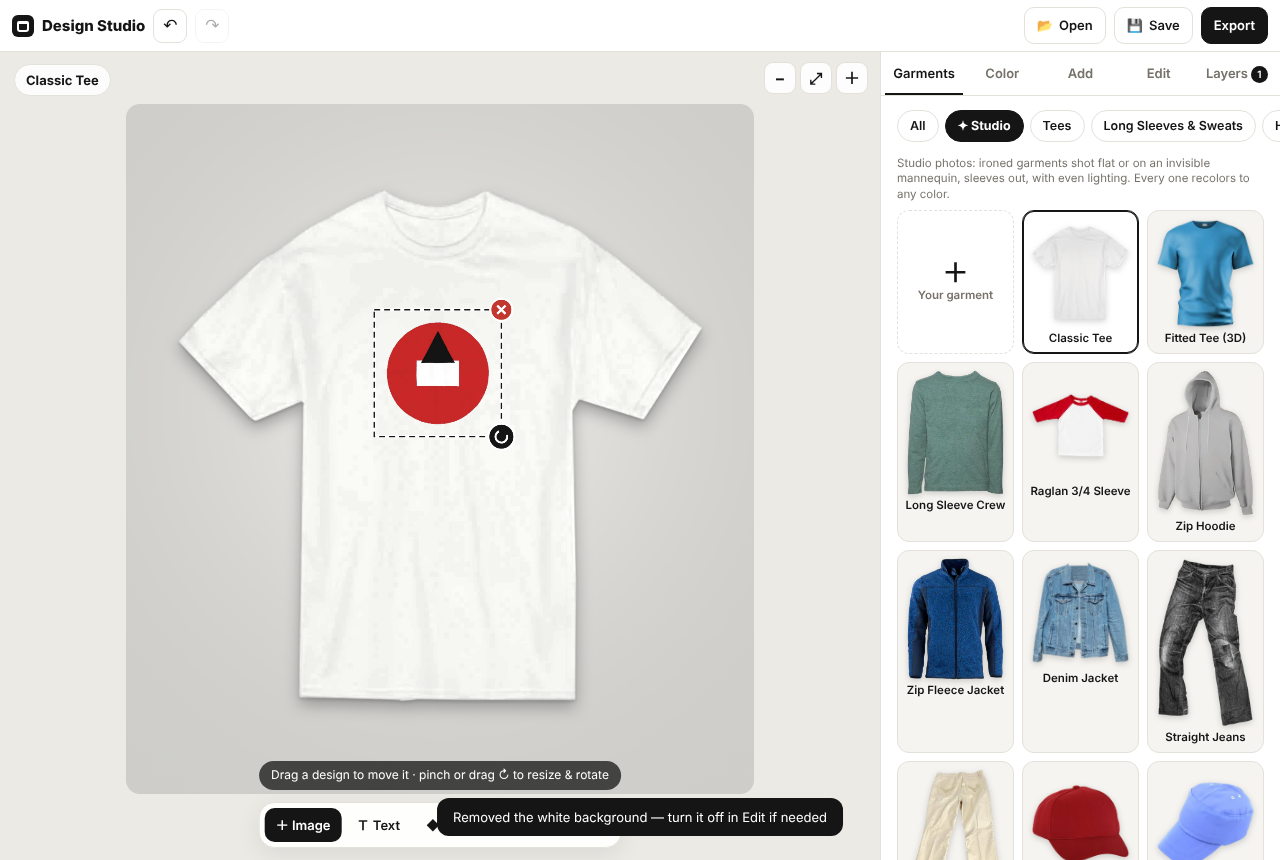 Design Studio
Open
Save
Export
Classic Tee
Garments
Color
Add
Edit
Layers 1
All
✦ Studio
Tees
Long Sleeves & Sweats
H
Studio photos: ironed garments shot flat or on an invisible
mannequin, sleeves out, with even lighting. Every one recolors to
any color.
Your garment
Classic Tee
Fitted Tee (3D)
Long Sleeve Crew
Raglan 3/4 Sleeve
Zip Hoodie
Zip Fleece Jacket
Denim Jacket
Straight Jeans
Drag a design to move it · pinch or drag ↻ to resize & rotate
+ Image
T Text
Removed the white background — turn it off in Edit if needed